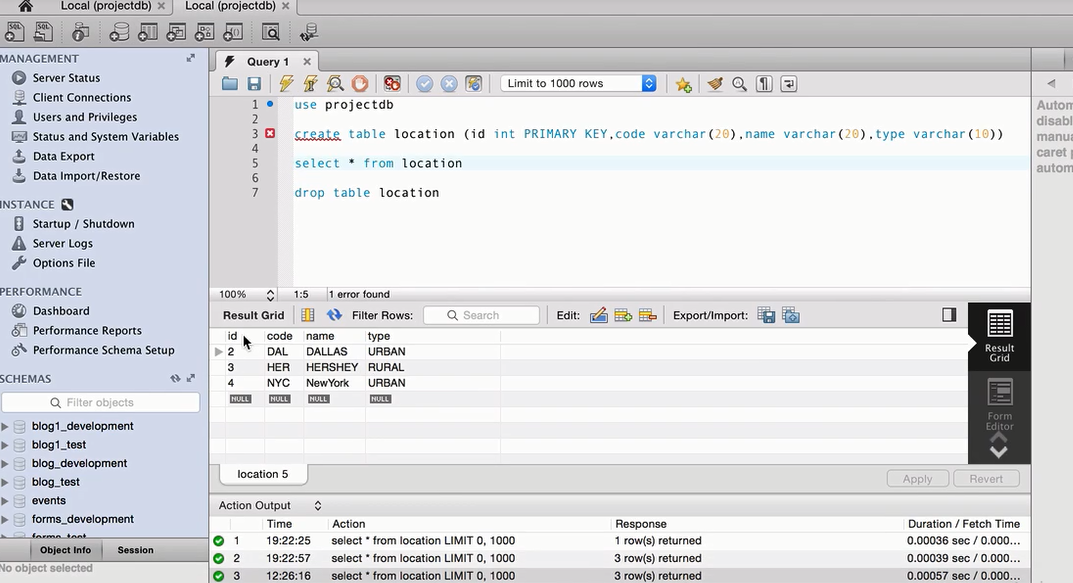 Local (projectdb) Local (projectdb)
SQL SQL
MANAGEMENT
Server Status
Client Connections
Users and Privileges
Status and System Variables
Data Export
Data Import/Restore
INSTANCE
Startup / Shutdown
Server Logs
Options File
PERFORMANCE
Dashboard
Performance Reports
Performance Schema Setup
SCHEMAS
Filter objects
blog1_development
blog1_test
blog_development
blog_test
events
forms_development
forms_test
Object Info Session
No object selected
Query 1
Limit to 1000 rows
1 use projectdb
2
3 create table location (id int PRIMARY KEY,code varchar(20),name varchar(20),type varchar(10))
4
5 select * from location
6
7 drop table location
100% 1:5 1 error found
Result Grid Filter Rows: Search Edit: Export/Import:
id code name type
2 DAL DALLAS URBAN
3 HER HERSHEY RURAL
4 NYC NewYork URBAN
NULL NULL NULL NULL
location 5
Apply Revert
Result
Grid
Form
Editor
Action Output
Time Action Response Duration / Fetch Time
1 19:22:25 select * from location LIMIT 0, 1000 1 row(s) returned 0.00036 sec / 0.000...
2 19:22:57 select * from location LIMIT 0, 1000 3 row(s) returned 0.00039 sec / 0.000...
3 12:26:16 select * from location LIMIT 0, 1000 3 row(s) returned 0.00057 sec / 0.000...
Autom
disabl
manua
caret p
autom